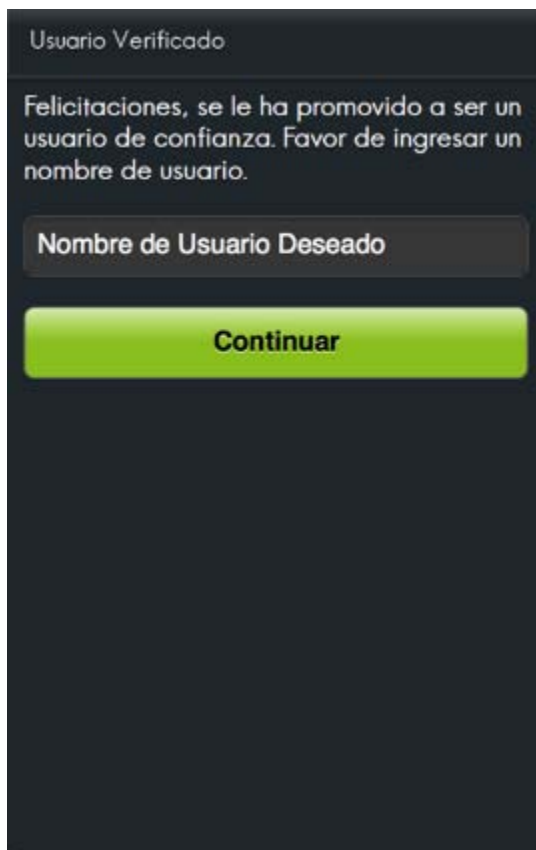 Usuario Verificado
Felicitaciones, se le ha promovido a ser un
usuario de confianza. Favor de ingresar un
nombre de usuario.
Nombre de Usuario Deseado
Continuar